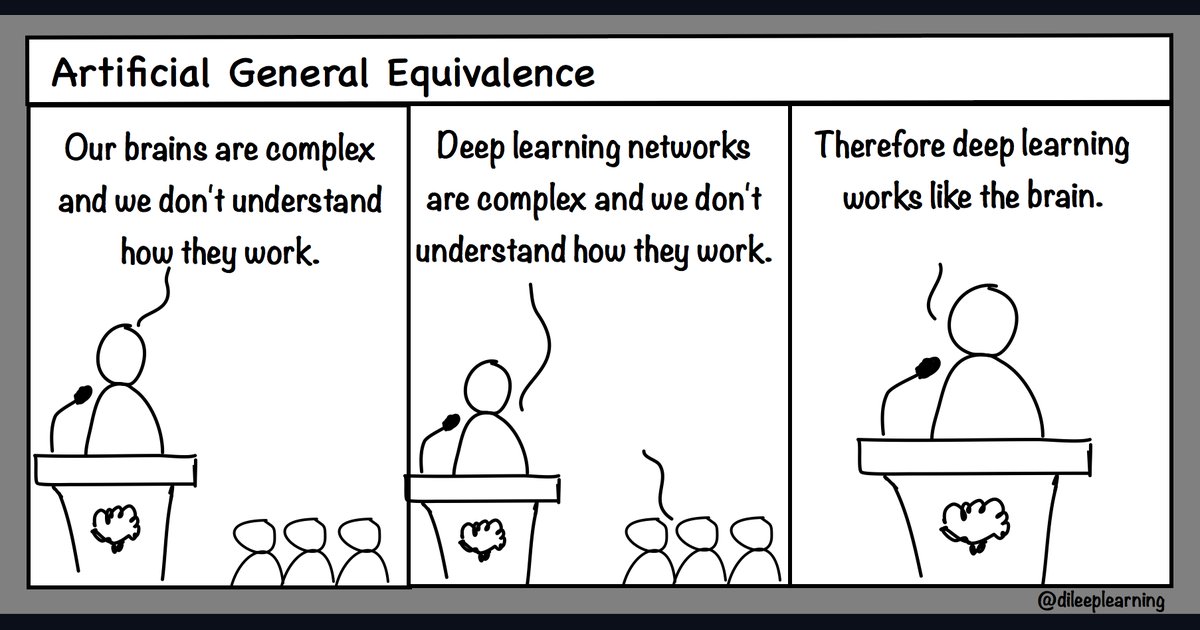 Artificial General Equivalence
Our brains are complex
and we don't understand
how they work.
Deep learning networks
are complex and we don't
understand how they work.
Therefore deep learning
works like the brain.
@dileeplearning